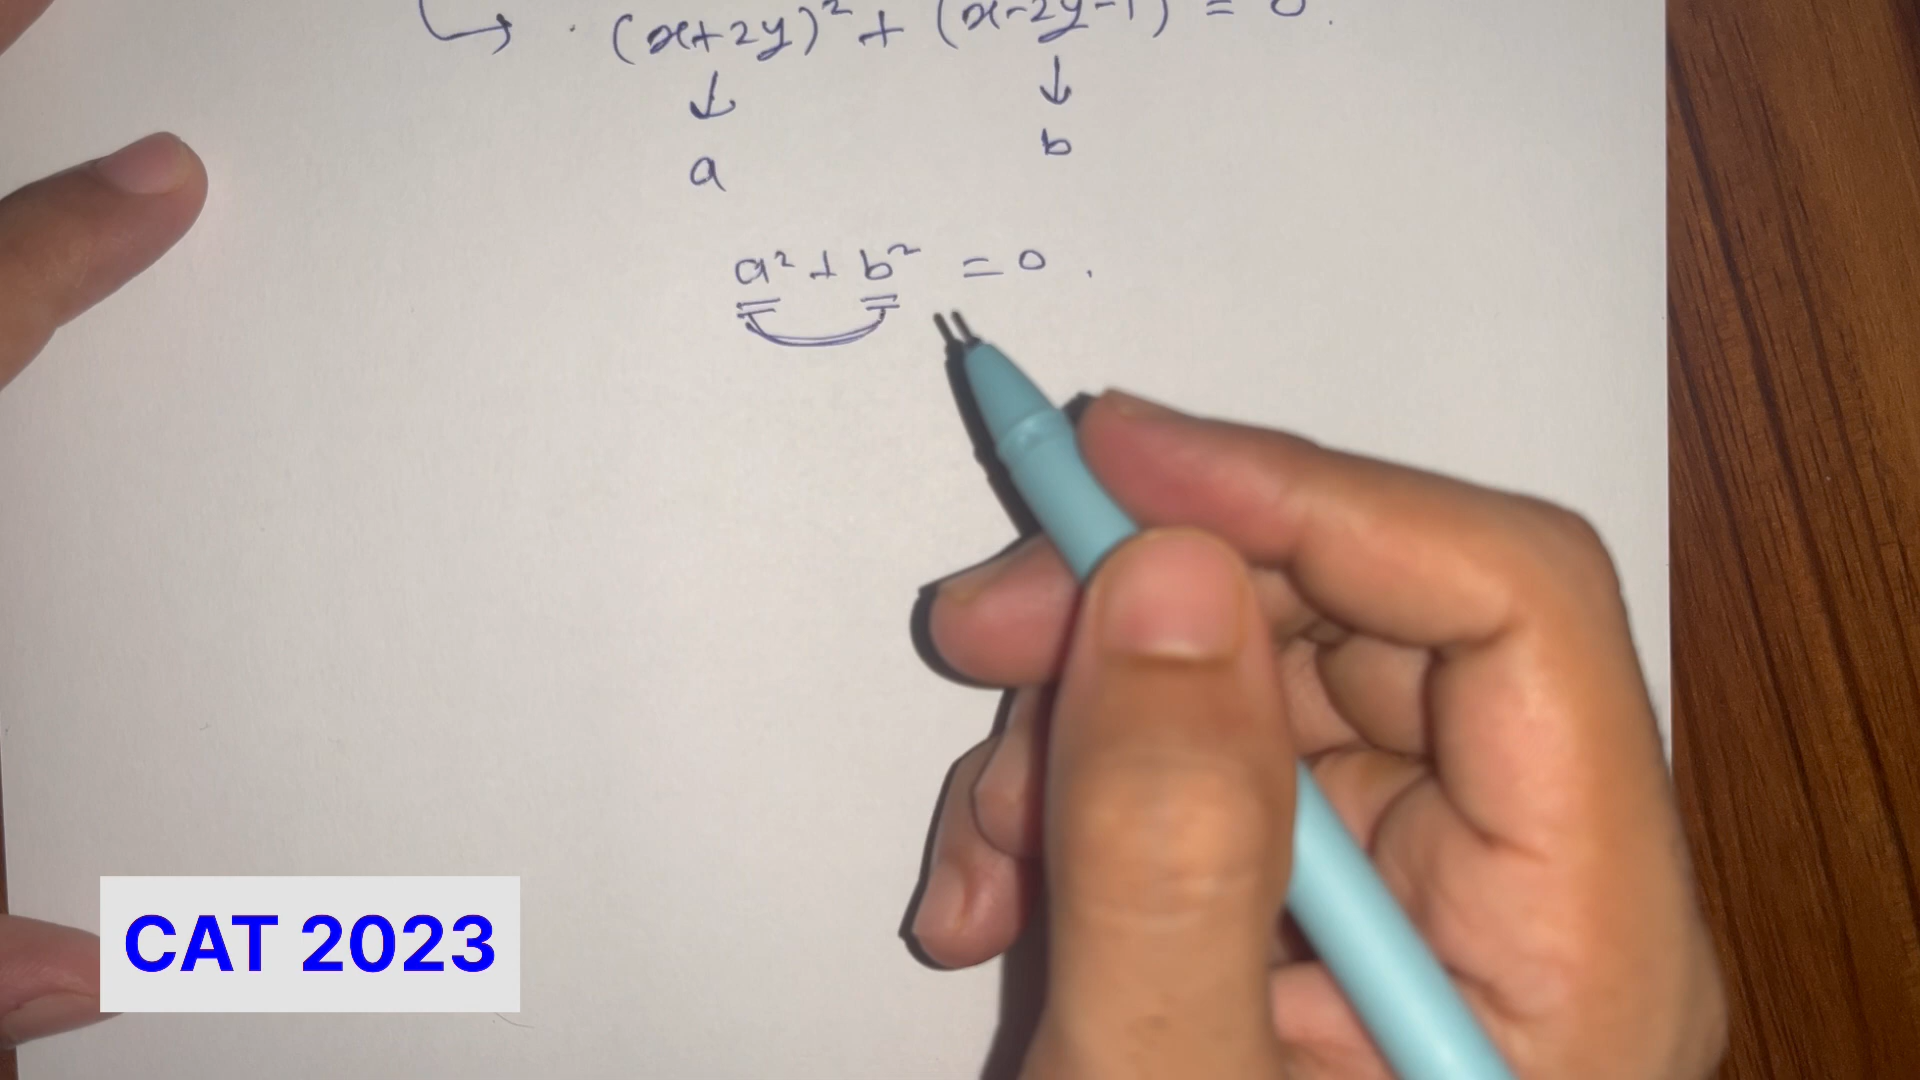 (x+2y)² + (x-2y-1) = 0.
a b
a² + b² = 0.
CAT 2023